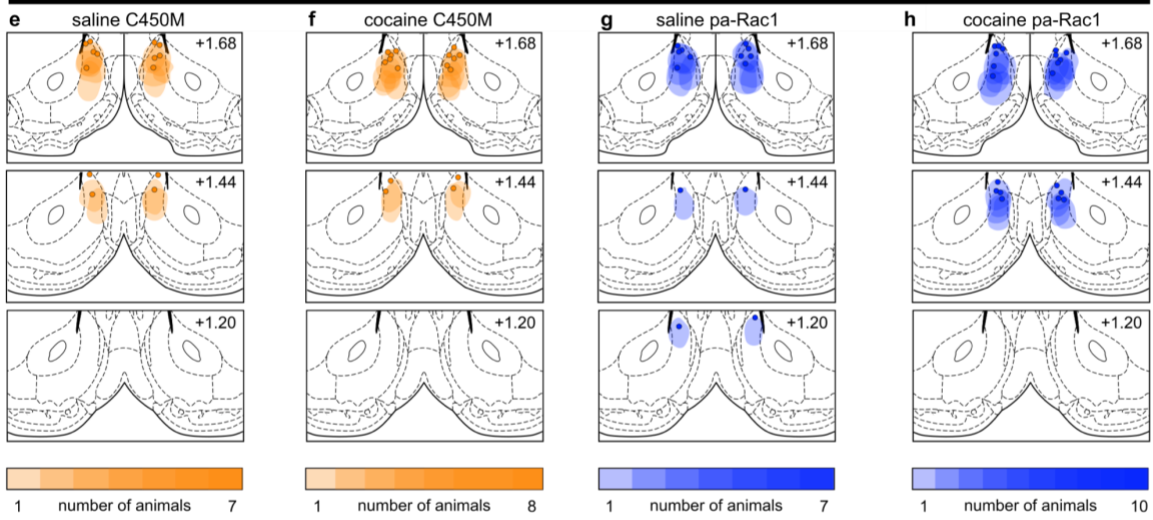 e saline C450M
+1.68
+1.44
+1.20
1 number of animals 7
f cocaine C450M
+1.68
+1.44
+1.20
1 number of animals 8
g saline pa-Rac1
+1.68
+1.44
+1.20
1 number of animals 7
h cocaine pa-Rac1
+1.68
+1.44
+1.20
1 number of animals 10